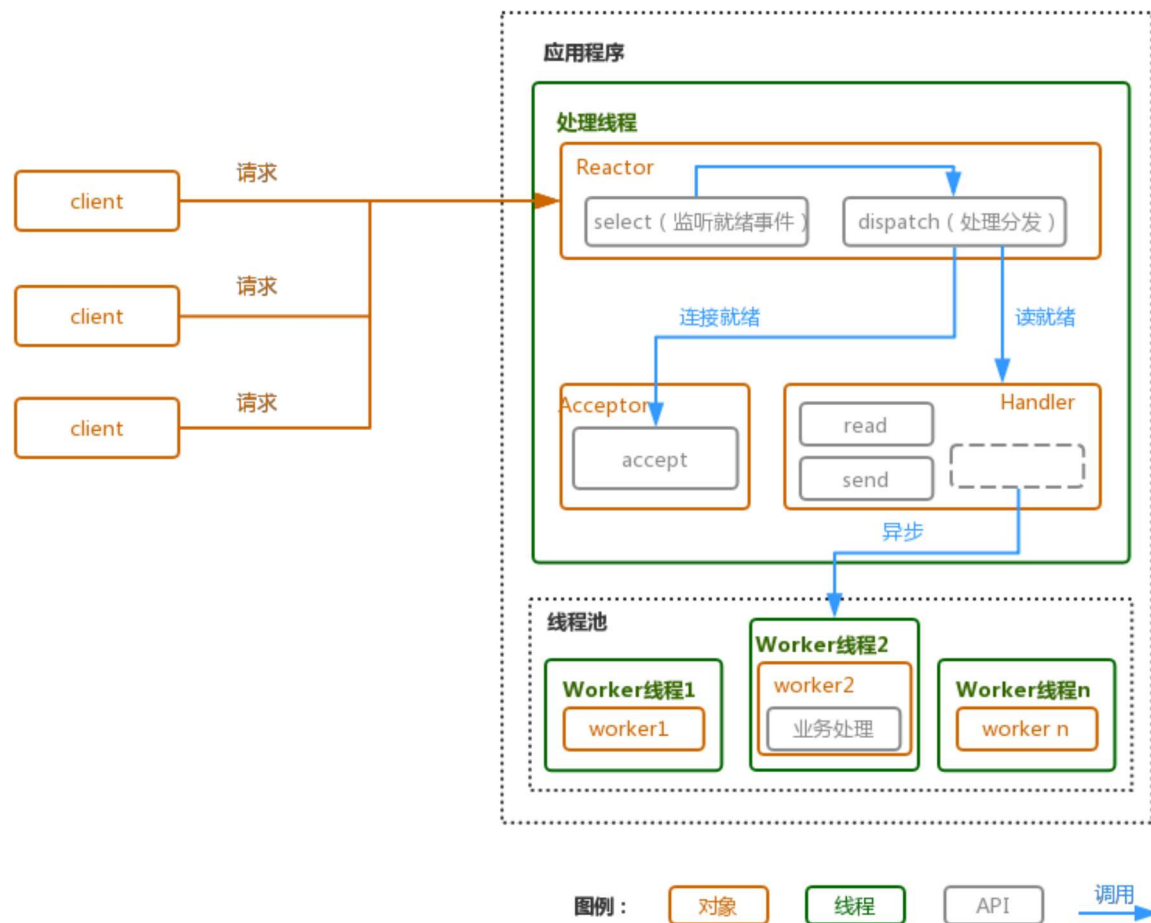 应用程序
处理线程
Reactor
select（监听就绪事件）
dispatch（处理分发）
client
请求
client
请求
client
请求
连接就绪
读就绪
Acceptor
accept
Handler
read
send
异步
线程池
Worker线程1
worker1
Worker线程2
worker2
业务处理
Worker线程n
worker n
图例：
对象
线程
API
调用